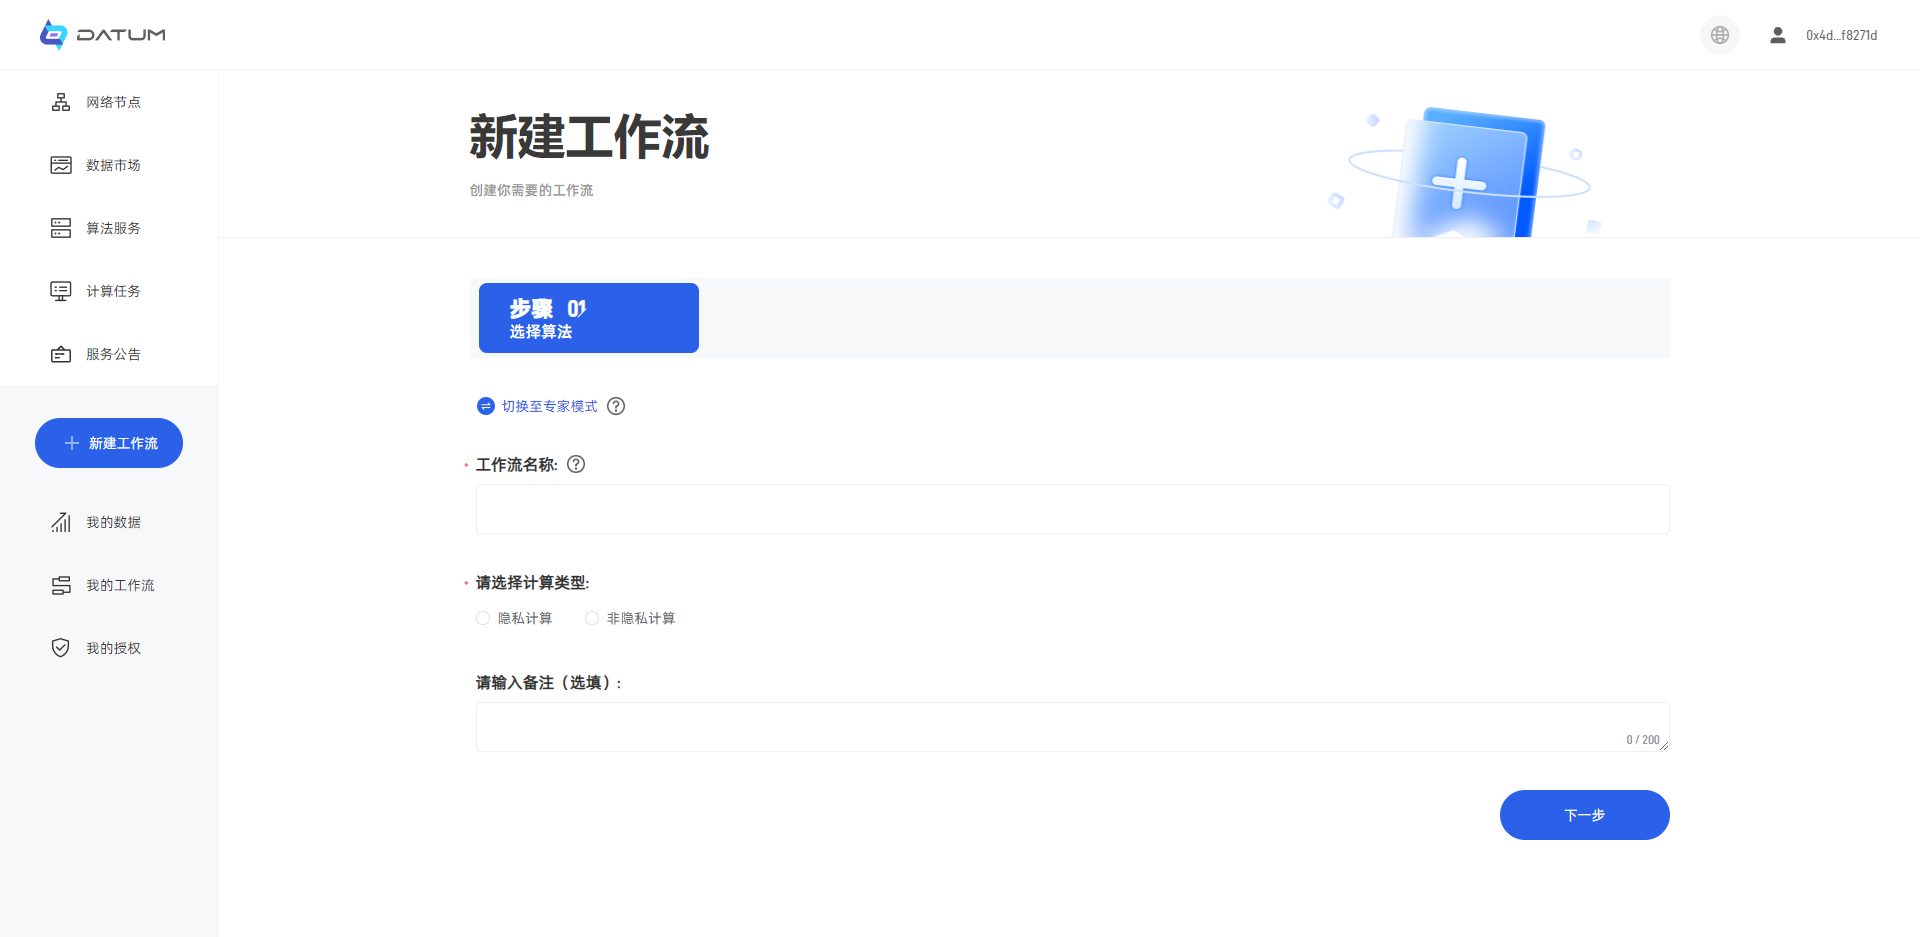 DATUM
0x4d...f8271d
网络节点
数据市场
算法服务
计算任务
服务公告
新建工作流
我的数据
我的工作流
我的授权
新建工作流
创建你需要的工作流
步骤 01
选择算法
切换至专家模式
* 工作流名称:
* 请选择计算类型:
隐私计算 非隐私计算
请输入备注（选填）:
0 / 200
下一步